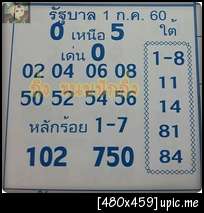 รัฐบาล 1 ก.ค. 60
0 เหนือ 5
เด่น 0
02 04 06 08
50 52 54 56
หลักร้อย 1-7
102 750
ใต้
1-8
11
14
81
84
[480x459] upic.me